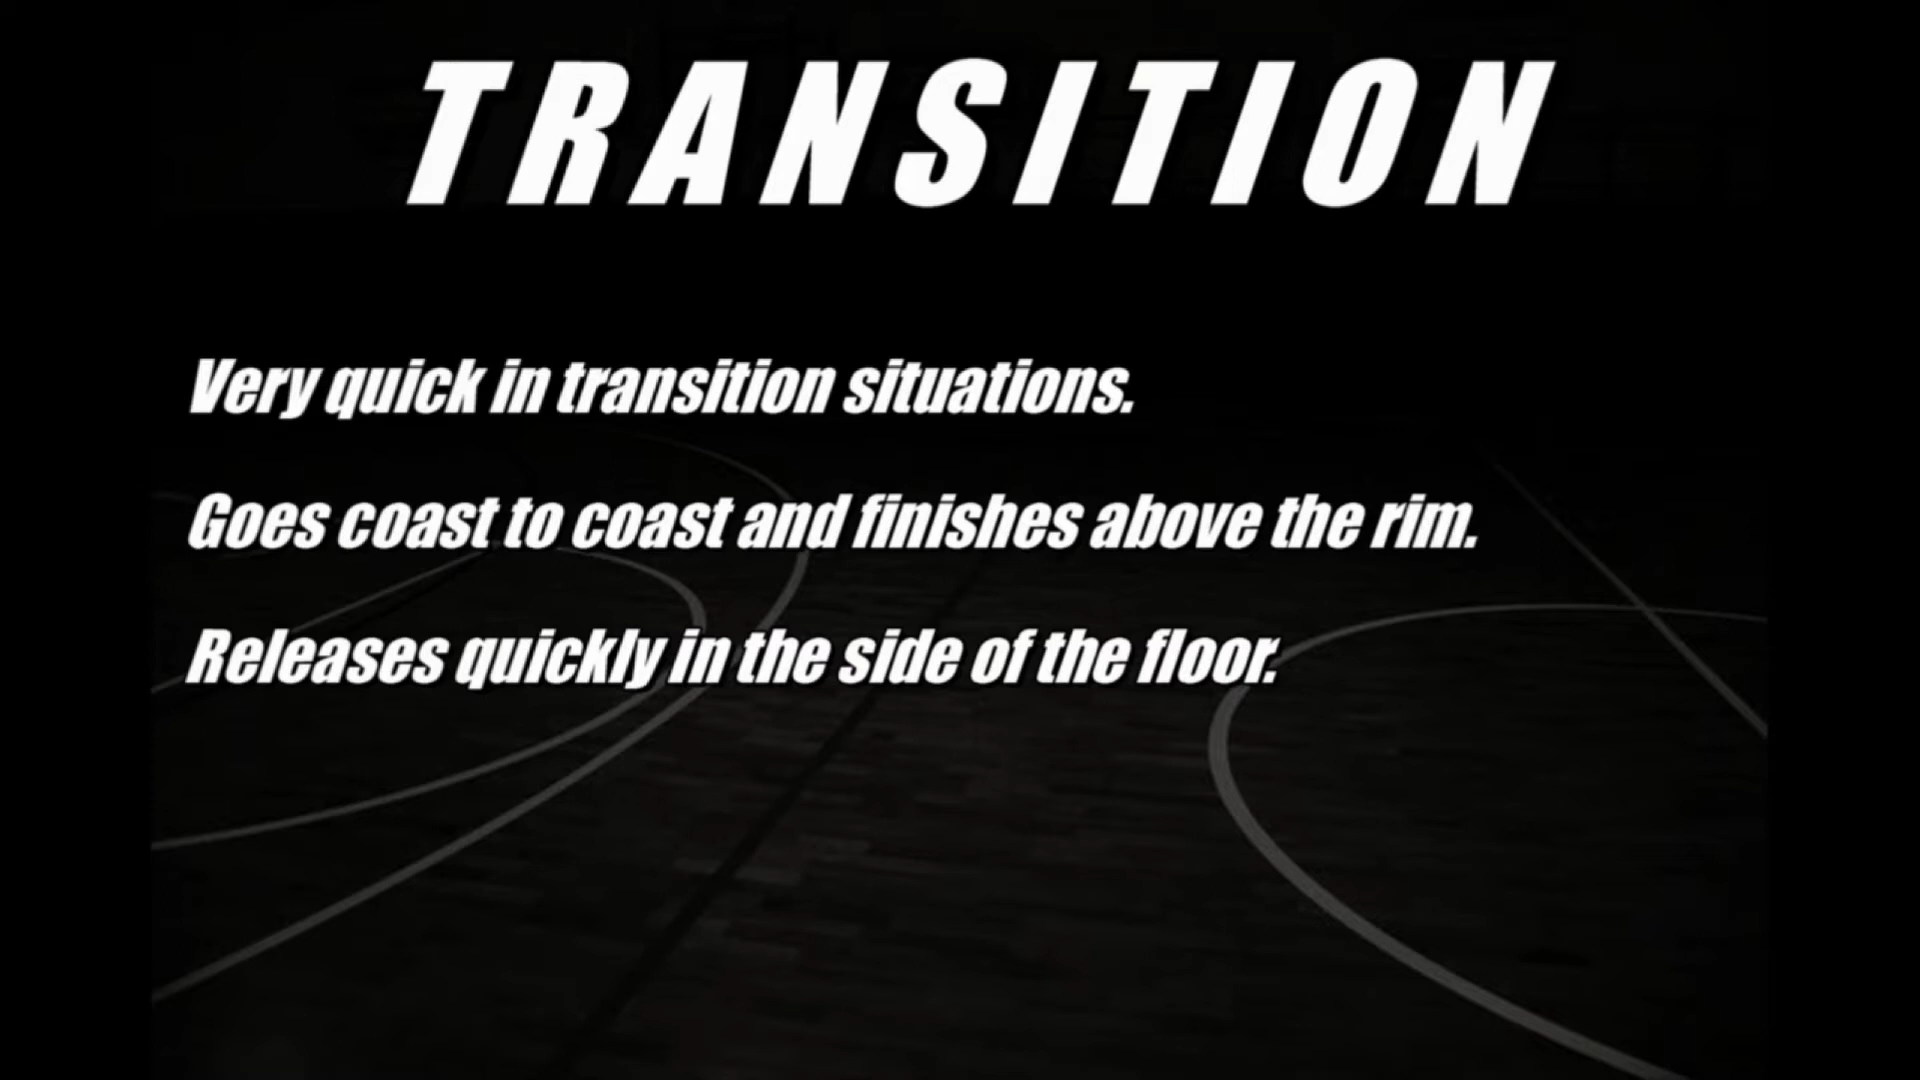 TRANSITION
Very quick in transition situations.
Goes coast to coast and finishes above the rim.
Releases quickly in the side of the floor.